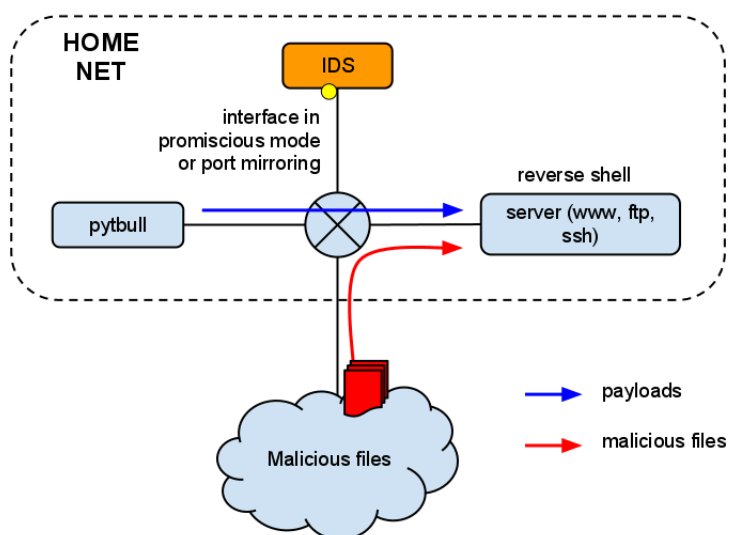 HOME
NET
IDS
interface in
promiscious mode
or port mirroring
reverse shell
pytbull
server (www, ftp,
ssh)
payloads
malicious files
Malicious files